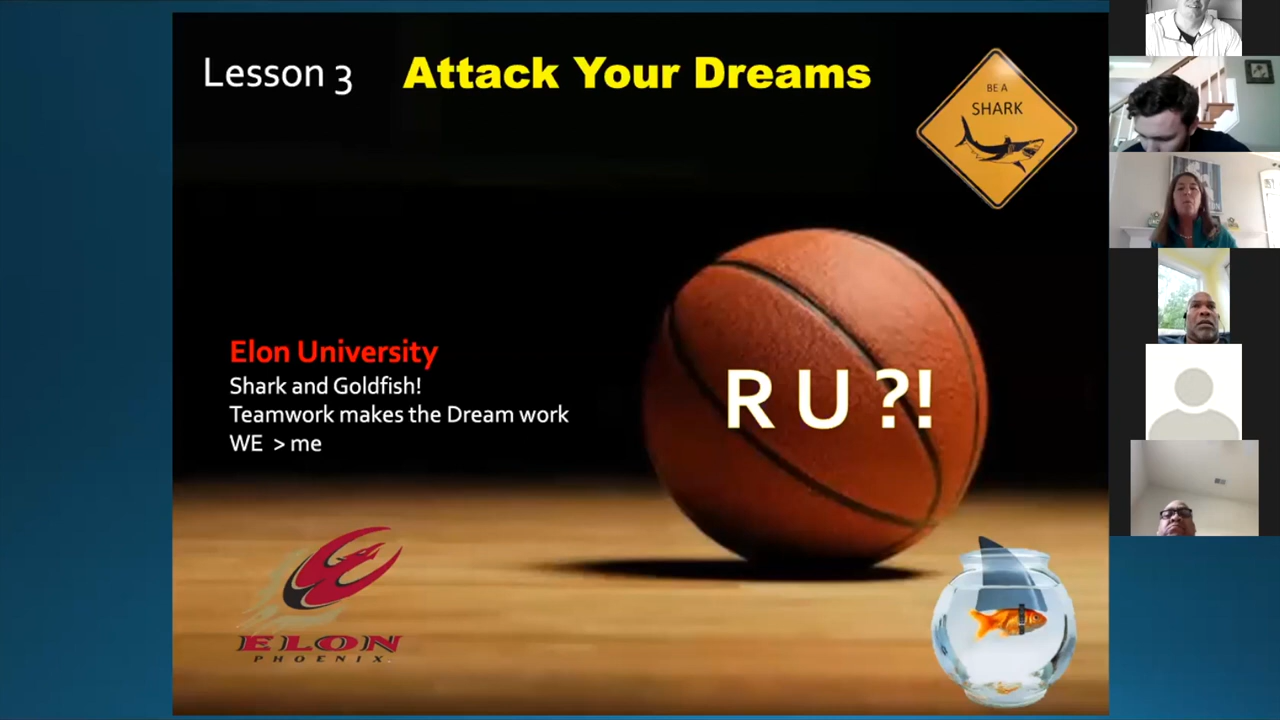 Lesson 3
Attack Your Dreams
BE A
SHARK
Elon University
Shark and Goldfish!
Teamwork makes the Dream work
WE > me
R U ?!
ELON
PHOENIX